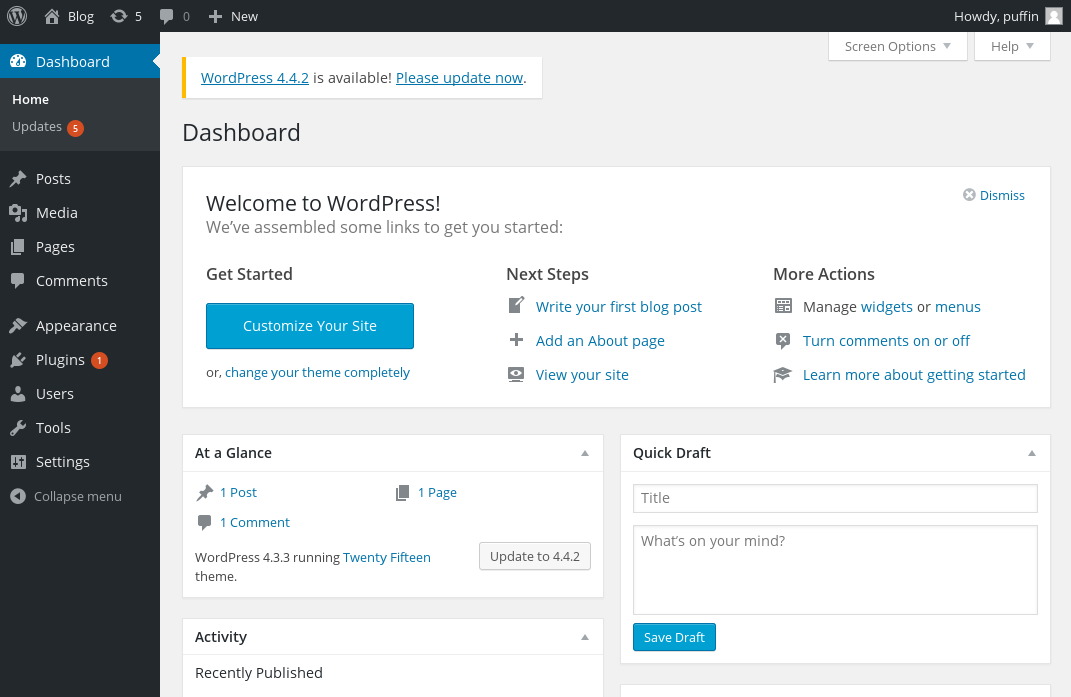 Blog 5 0 New Howdy, puffin
Dashboard
Home
Updates 5
Posts
Media
Pages
Comments
Appearance
Plugins 1
Users
Tools
Settings
Collapse menu
Screen Options Help
WordPress 4.4.2 is available! Please update now.
Dashboard
Welcome to WordPress!
We’ve assembled some links to get you started:
Dismiss
Get Started
Customize Your Site
or, change your theme completely
Next Steps
Write your first blog post
Add an About page
View your site
More Actions
Manage widgets or menus
Turn comments on or off
Learn more about getting started
At a Glance
1 Post 1 Page
1 Comment
WordPress 4.3.3 running Twenty Fifteen
theme.
Update to 4.4.2
Activity
Recently Published
Quick Draft
Title
What’s on your mind?
Save Draft